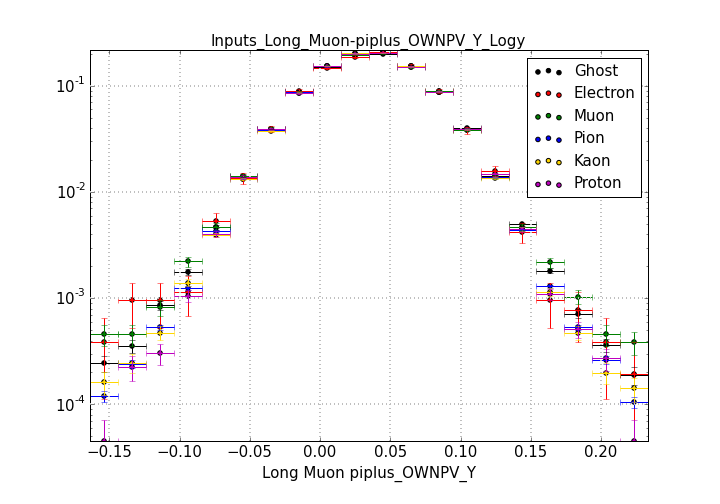 Inputs_Long_Muon-piplus_OWNPV_Y_Logy
Ghost
Electron
Muon
Pion
Kaon
Proton
10^-1
10^-2
10^-3
10^-4
−0.15 −0.10 −0.05 0.00 0.05 0.10 0.15 0.20
Long Muon piplus_OWNPV_Y